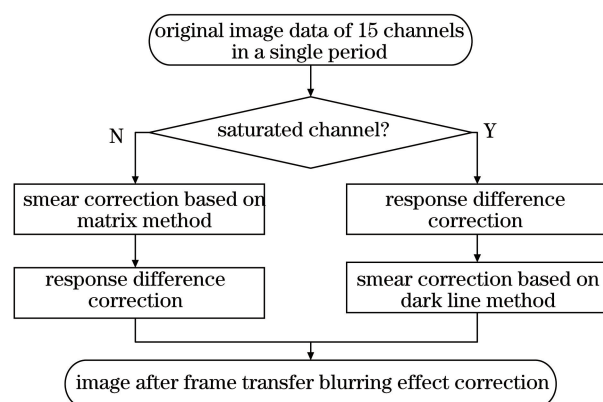 original image data of 15 channels
in a single period
saturated channel?
N
Y
smear correction based on
matrix method
response difference
correction
response difference
correction
smear correction based on
dark line method
image after frame transfer blurring effect correction